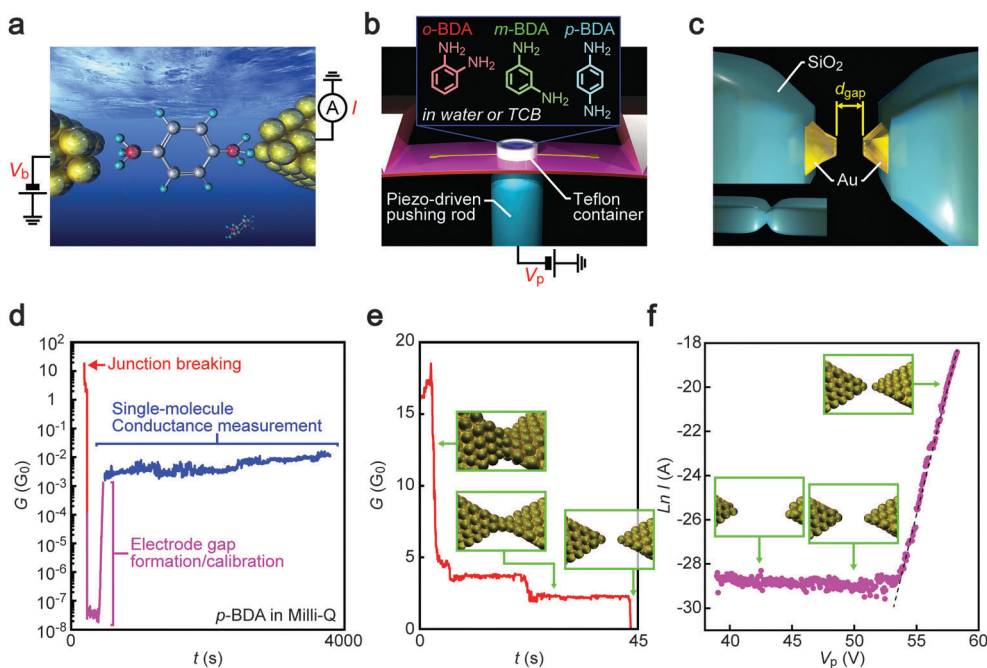 a
A
I
Vb
b
o-BDA m-BDA p-BDA
NH2 NH2 NH2
NH2
NH2
NH2
in water or TCB
Piezo-driven
pushing rod
Teflon
container
Vp
c
SiO2
dgap
Au
d
G (G0)
10^2
10
1
10^-1
10^-2
10^-3
10^-4
10^-5
10^-6
10^-7
10^-8
Junction breaking
Single-molecule
Conductance measurement
Electrode gap
formation/calibration
p-BDA in Milli-Q
0 4000
t (s)
e
G (G0)
20
15
10
5
0
0 45
t (s)
f
Ln I (A)
-18
-20
-22
-24
-26
-28
-30
40 45 50 55 60
Vp (V)